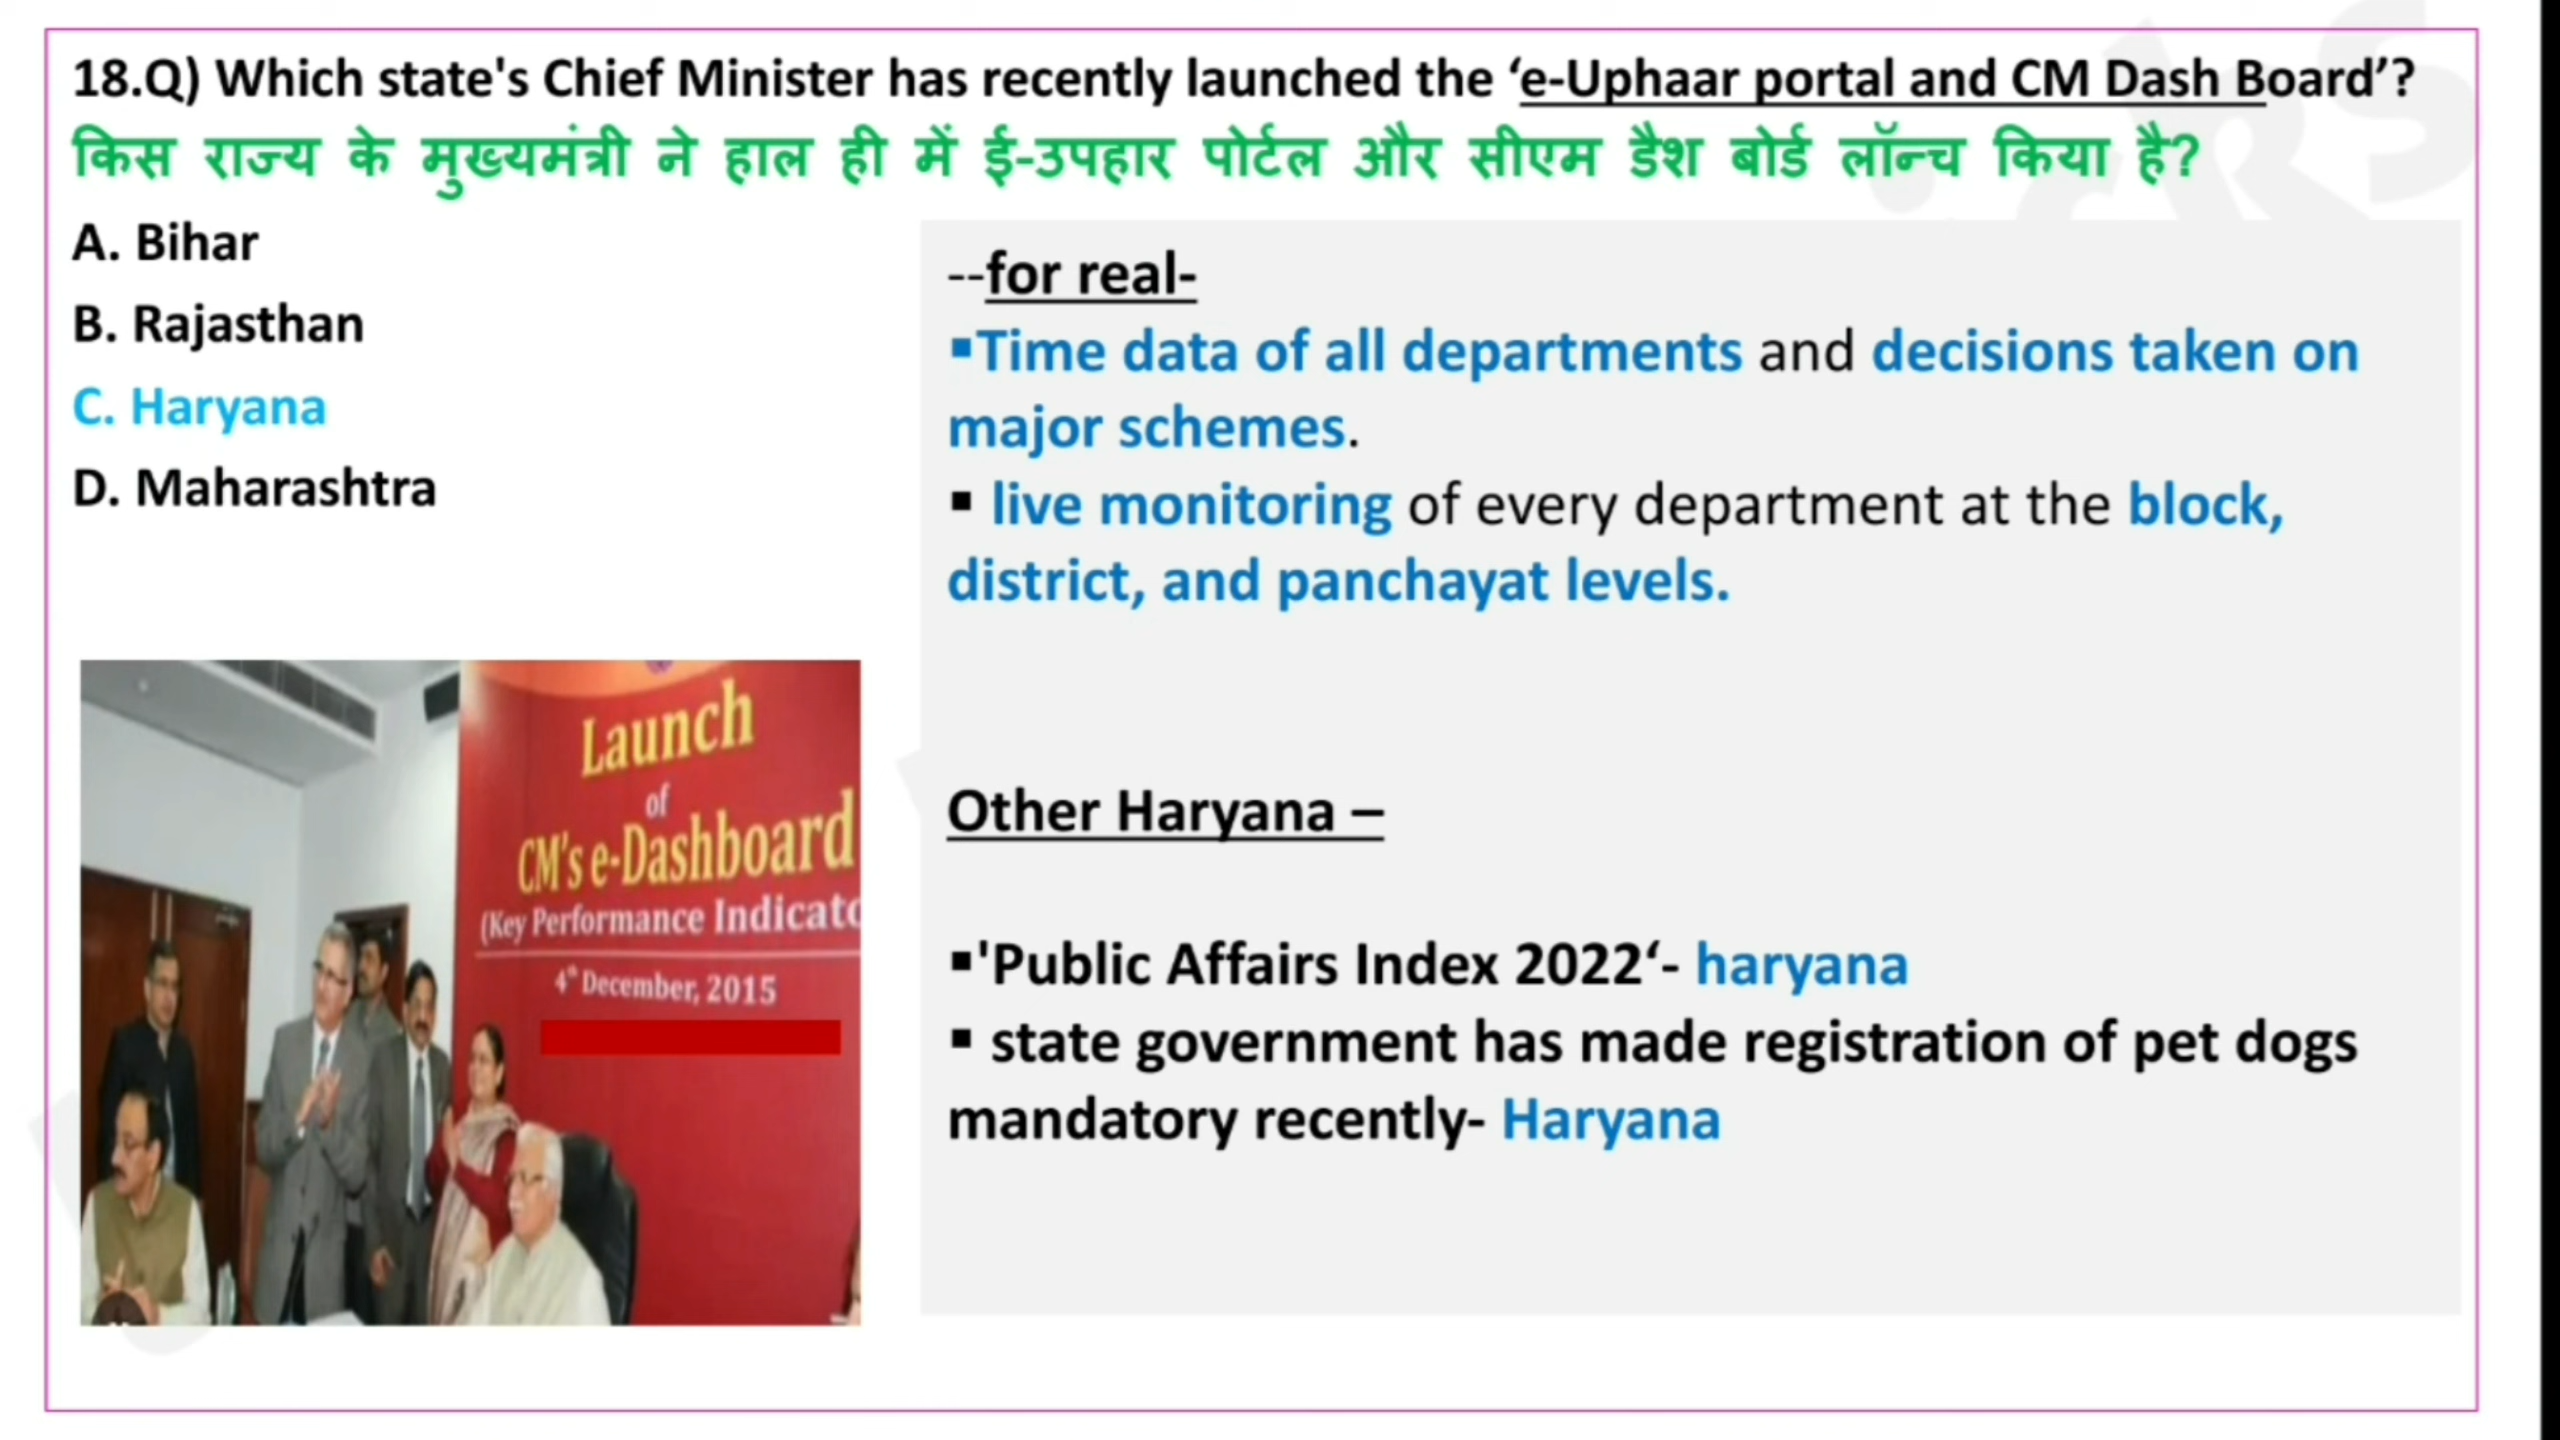 18.Q) Which state's Chief Minister has recently launched the ‘e-Uphaar portal and CM Dash Board’?
किस राज्य के मुख्यमंत्री ने हाल ही में ई-उपहार पोर्टल और सीएम डैश बोर्ड लॉन्च किया है?
A. Bihar
B. Rajasthan
C. Haryana
D. Maharashtra
--for real-
▪Time data of all departments and decisions taken on
major schemes.
▪ live monitoring of every department at the block,
district, and panchayat levels.
Other Haryana –
▪'Public Affairs Index 2022‘- haryana
▪ state government has made registration of pet dogs
mandatory recently- Haryana
Launch
of
CM's e-Dashboard
(Key Performance Indicato
4th December, 2015